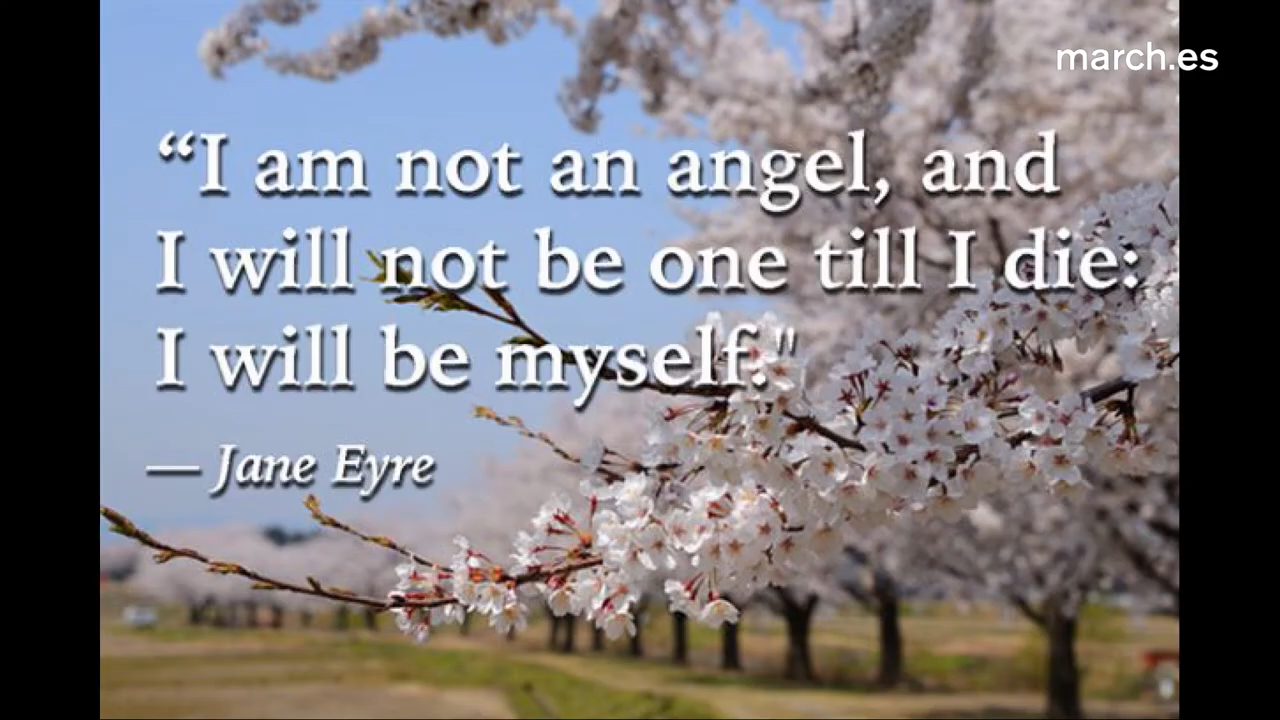 march.es
“I am not an angel, and
I will not be one till I die:
I will be myself."
— Jane Eyre